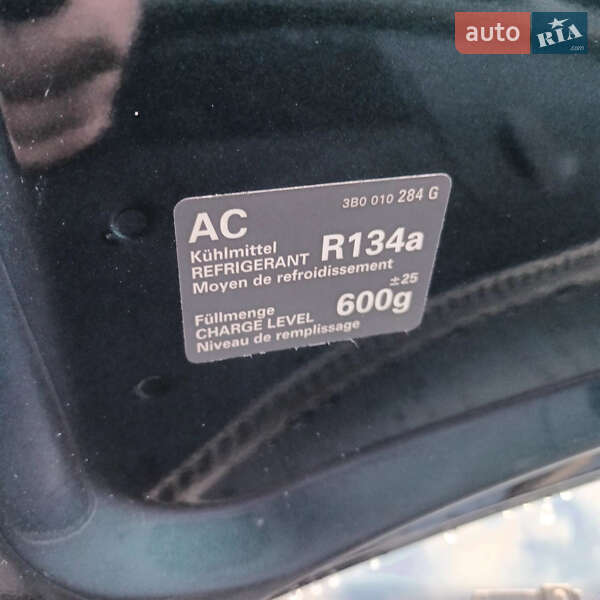 auto RIA .com
AC 3B0 010 284 G
Kühlmittel
REFRIGERANT R134a
Moyen de refroidissement
±25
Füllmenge
CHARGE LEVEL 600g
Niveau de remplissage